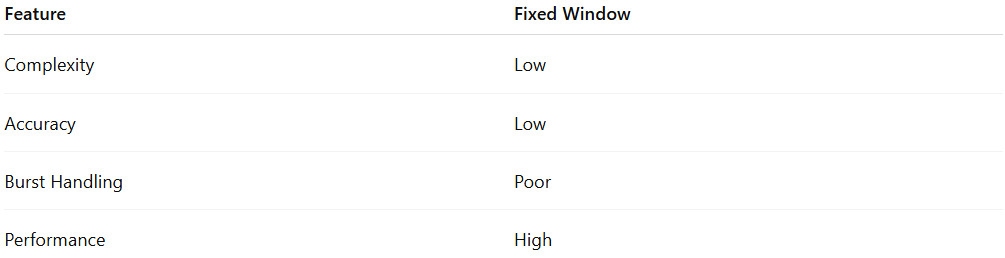 Feature Fixed Window
Complexity Low
Accuracy Low
Burst Handling Poor
Performance High